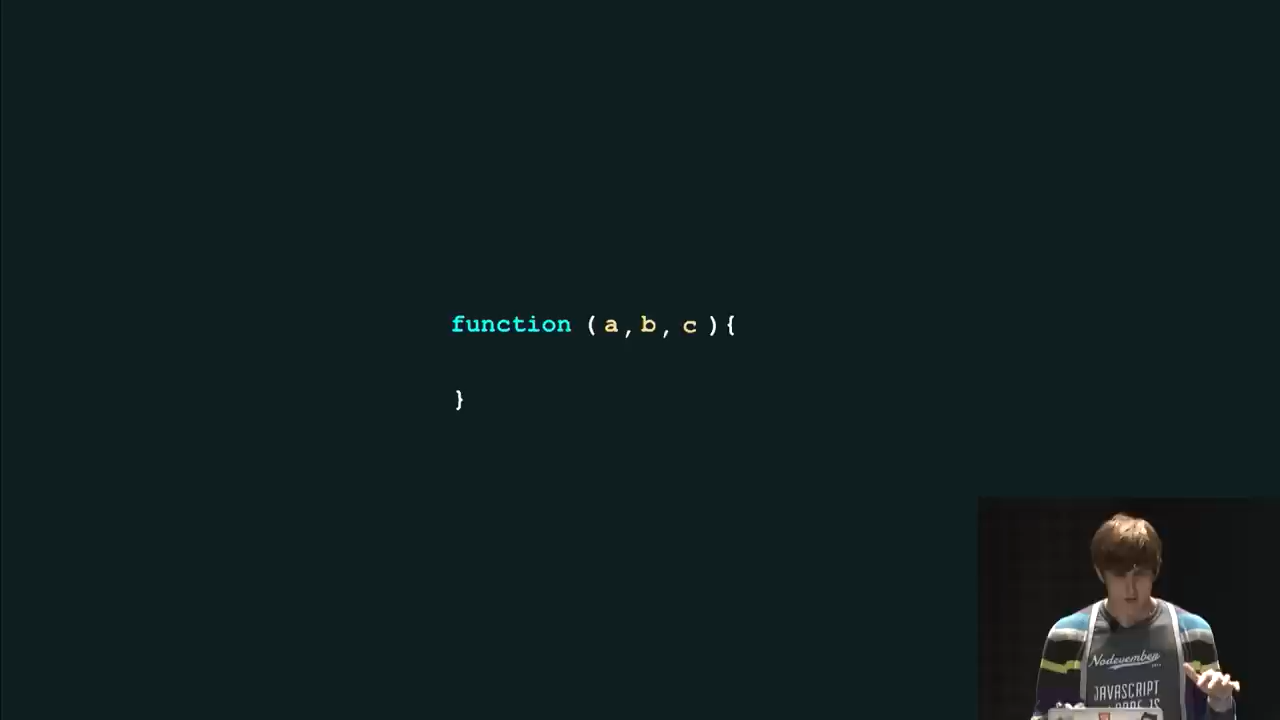 function (a,b,c){
}
Nodevember
JAVASCRIPT